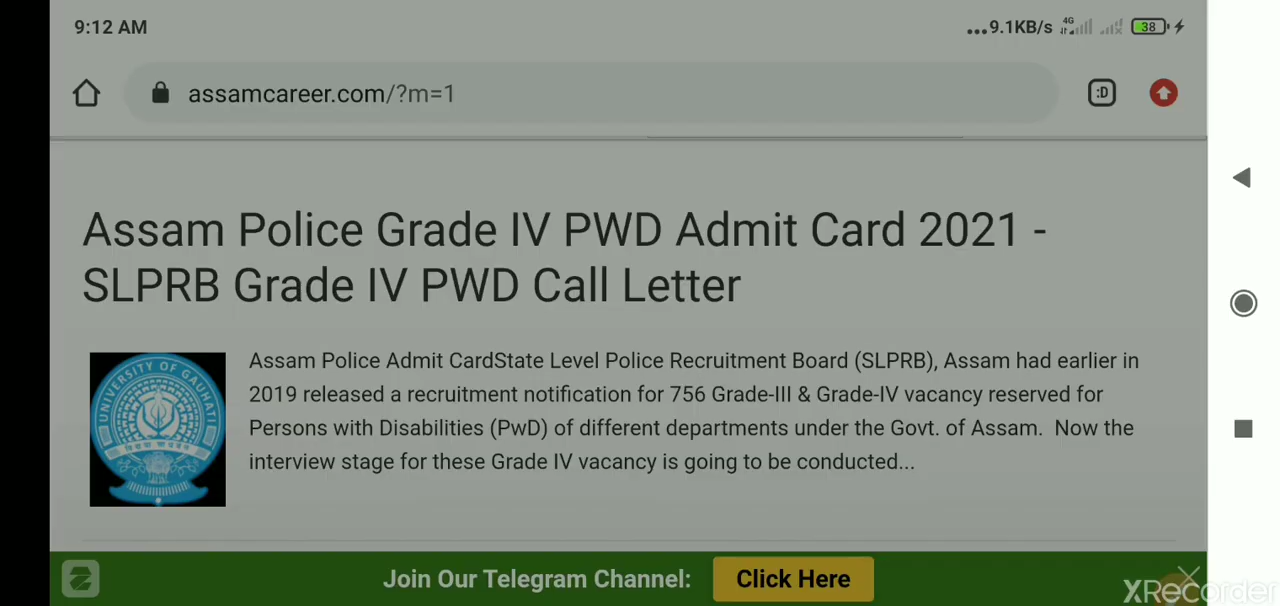 9:12 AM
...9.1KB/s 4G 38
assamcareer.com/?m=1
:D
Assam Police Grade IV PWD Admit Card 2021 -
SLPRB Grade IV PWD Call Letter
UNIVERSITY OF GAUHATI
Assam Police Admit CardState Level Police Recruitment Board (SLPRB), Assam had earlier in
2019 released a recruitment notification for 756 Grade-III & Grade-IV vacancy reserved for
Persons with Disabilities (PwD) of different departments under the Govt. of Assam. Now the
interview stage for these Grade IV vacancy is going to be conducted...
Join Our Telegram Channel: Click Here
XRecorder